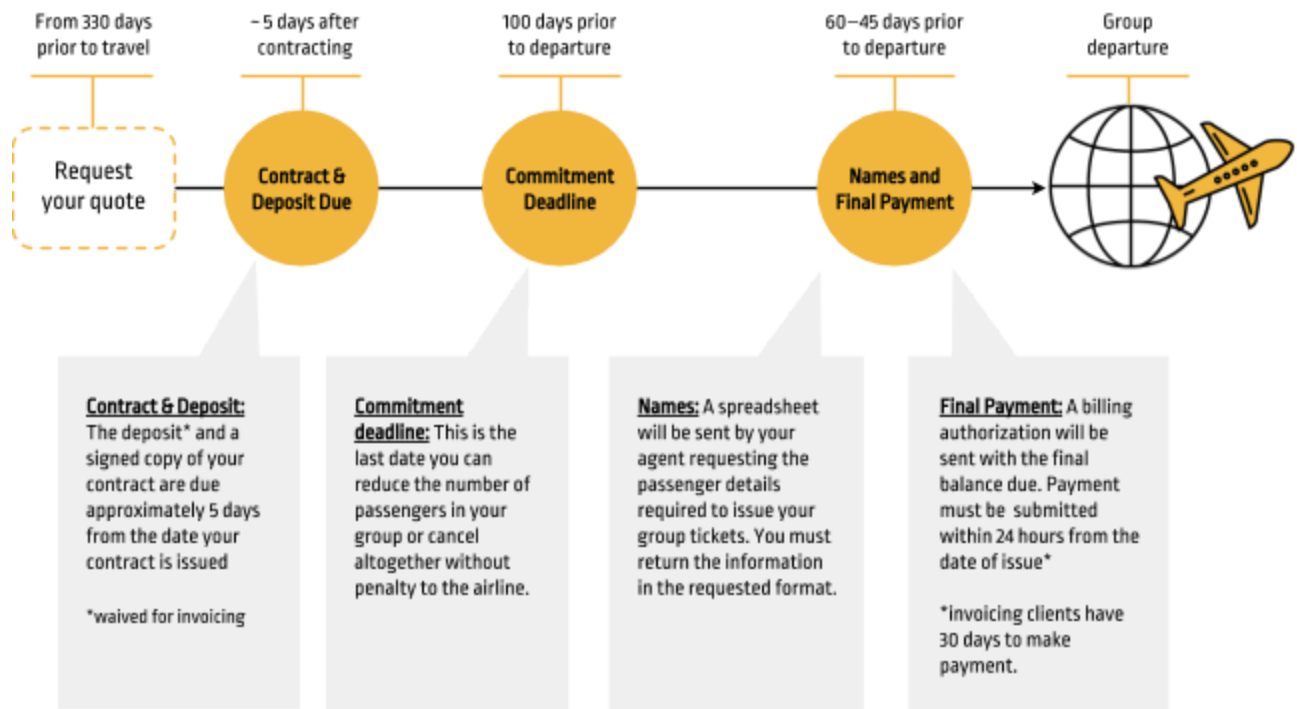 From 330 days
prior to travel
~ 5 days after
contracting
100 days prior
to departure
60–45 days prior
to departure
Group
departure
Request
your quote
Contract &
Deposit Due
Commitment
Deadline
Names and
Final Payment
Contract & Deposit:
The deposit* and a
signed copy of your
contract are due
approximately 5 days
from the date your
contract is issued
*waived for invoicing
Commitment
deadline: This is the
last date you can
reduce the number of
passengers in your
group or cancel
altogether without
penalty to the airline.
Names: A spreadsheet
will be sent by your
agent requesting the
passenger details
required to issue your
group tickets. You must
return the information
in the requested format.
Final Payment: A billing
authorization will be
sent with the final
balance due. Payment
must be submitted
within 24 hours from the
date of issue*
*invoicing clients have
30 days to make
payment.